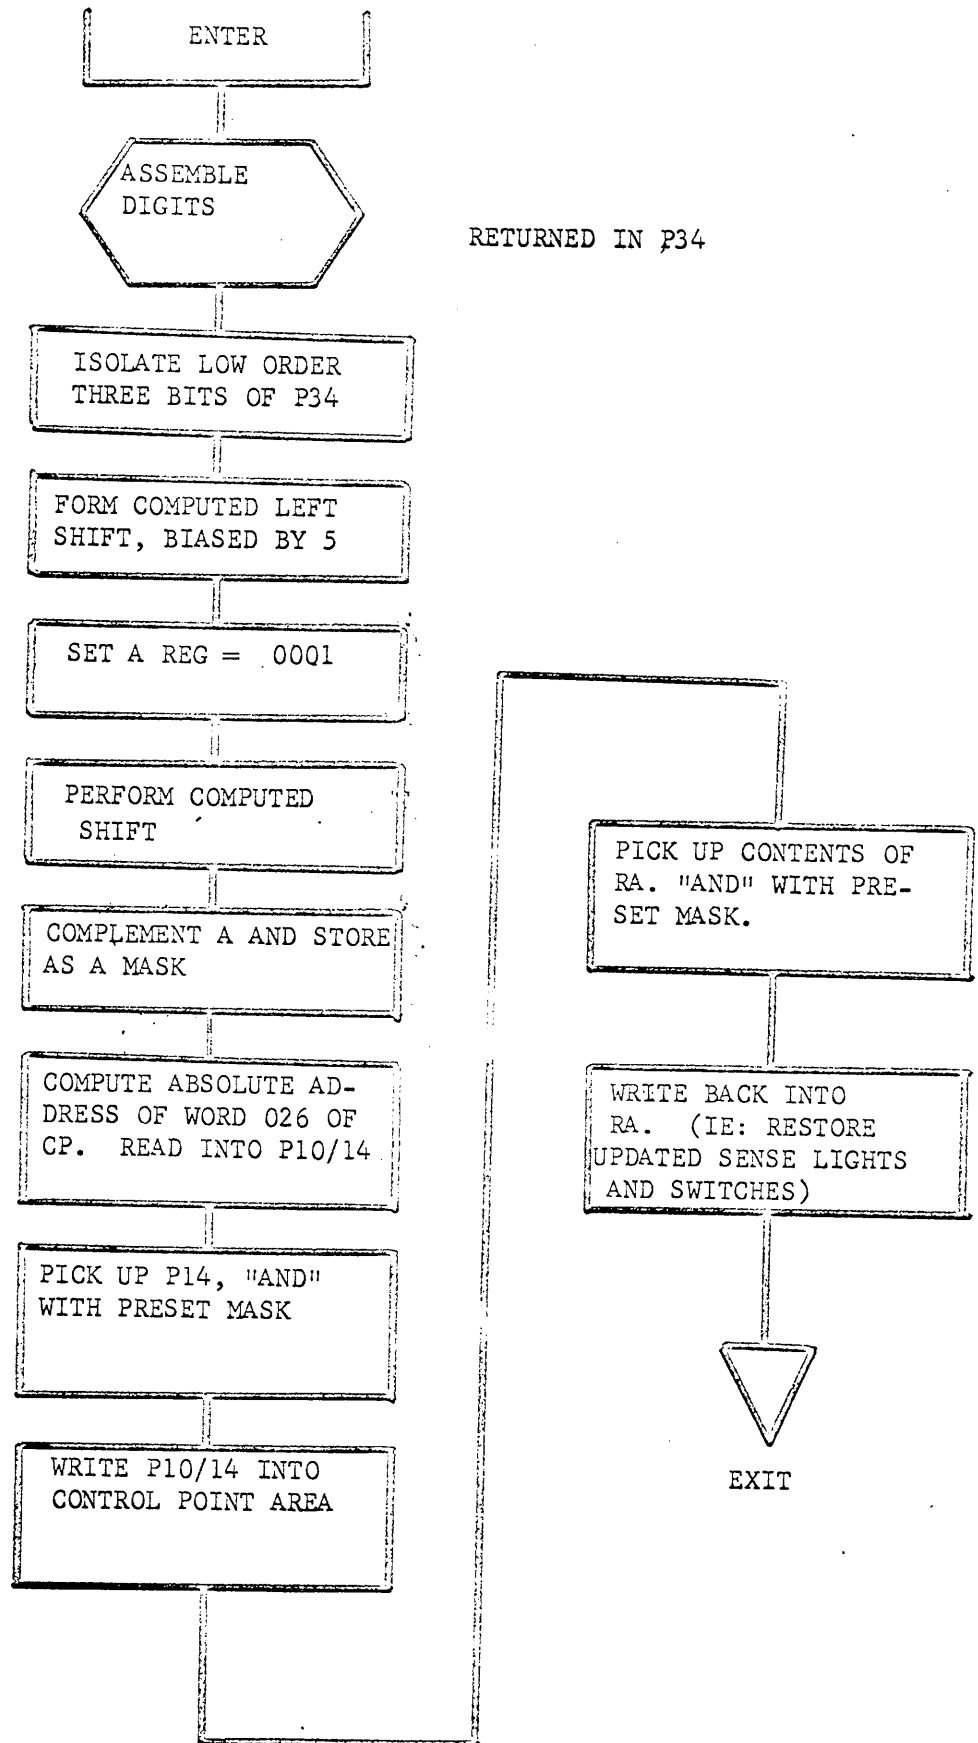 ENTER
ASSEMBLE
DIGITS
RETURNED IN P34
ISOLATE LOW ORDER
THREE BITS OF P34
FORM COMPUTED LEFT
SHIFT, BIASED BY 5
SET A REG = 0001
PERFORM COMPUTED
SHIFT
COMPLEMENT A AND STORE
AS A MASK
COMPUTE ABSOLUTE AD-
DRESS OF WORD 026 OF
CP. READ INTO P10/14
PICK UP P14, "AND"
WITH PRESET MASK
WRITE P10/14 INTO
CONTROL POINT AREA
PICK UP CONTENTS OF
RA. "AND" WITH PRE-
SET MASK.
WRITE BACK INTO
RA. (IE: RESTORE
UPDATED SENSE LIGHTS
AND SWITCHES)
EXIT